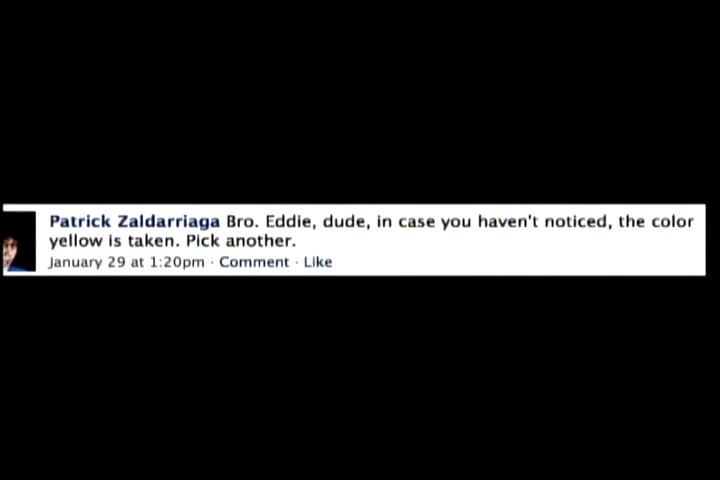 Patrick Zaldarriaga Bro. Eddie, dude, in case you haven't noticed, the color
yellow is taken. Pick another.
January 29 at 1:20pm · Comment · Like